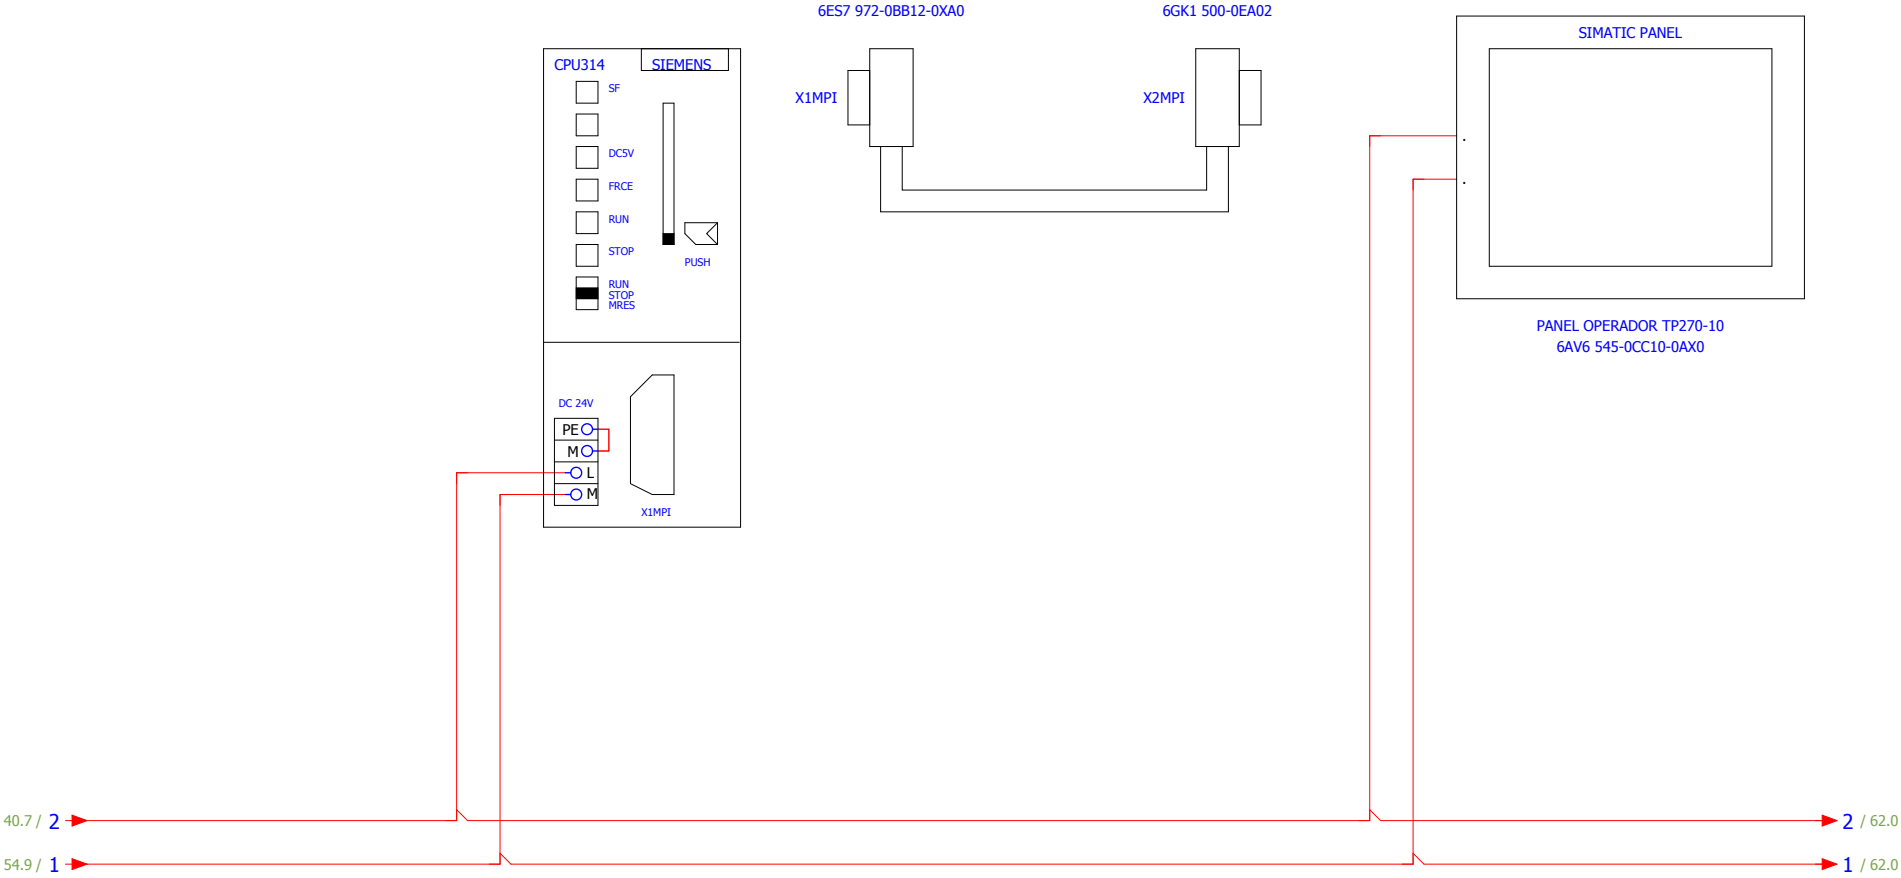 6ES7 972-0BB12-0XA0
6GK1 500-0EA02
SIMATIC PANEL
CPU314
SIEMENS
SF
X1MPI
X2MPI
DC5V
FRCE
RUN
STOP
PUSH
RUN
STOP
MRES
PANEL OPERADOR TP270-10
6AV6 545-0CC10-0AX0
DC 24V
PE
M
L
M
X1MPI
40.7 / 2
2 / 62.0
54.9 / 1
1 / 62.0